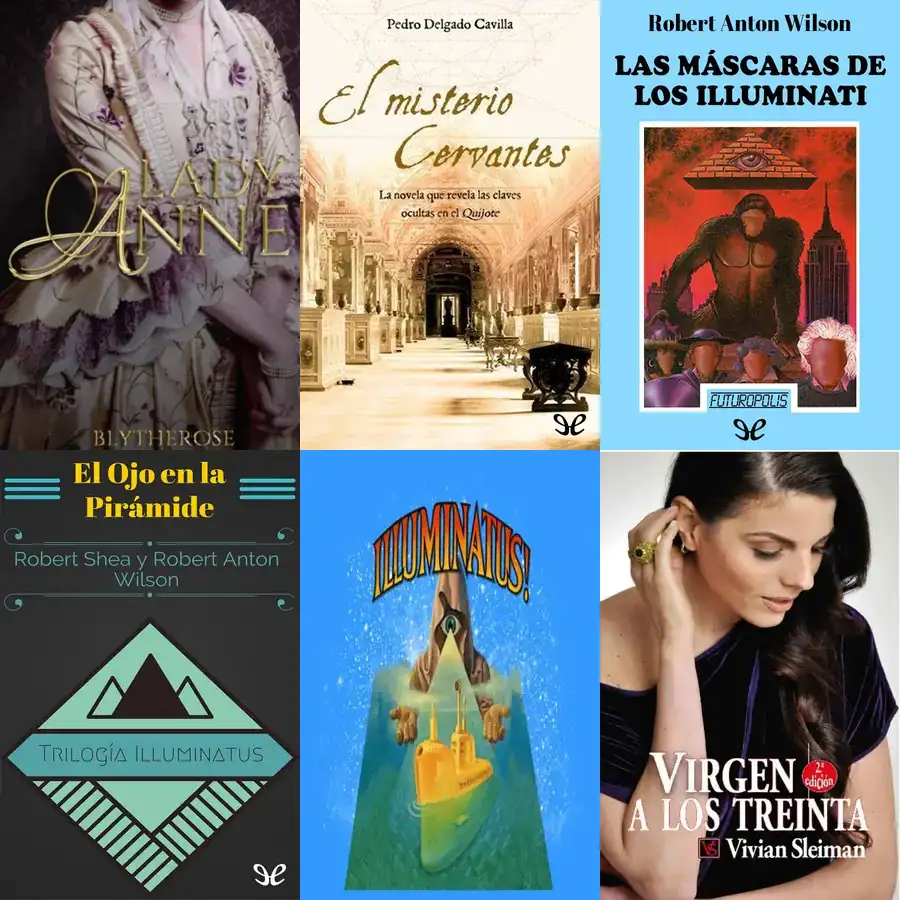 LADY
ANNE
BLYTHEROSE
Pedro Delgado Cavilla
El misterio
Cervantes
La novela que revela las claves
ocultas en el Quijote
Robert Anton Wilson
LAS MÁSCARAS DE
LOS ILLUMINATI
FUTUROPOLIS
El Ojo en la
Pirámide
Robert Shea y Robert Anton
Wilson
TRILOGÍA ILLUMINATUS
ILLUMINATUS!
VIRGEN
2ª edición
A LOS TREINTA
VS Vivian Sleiman